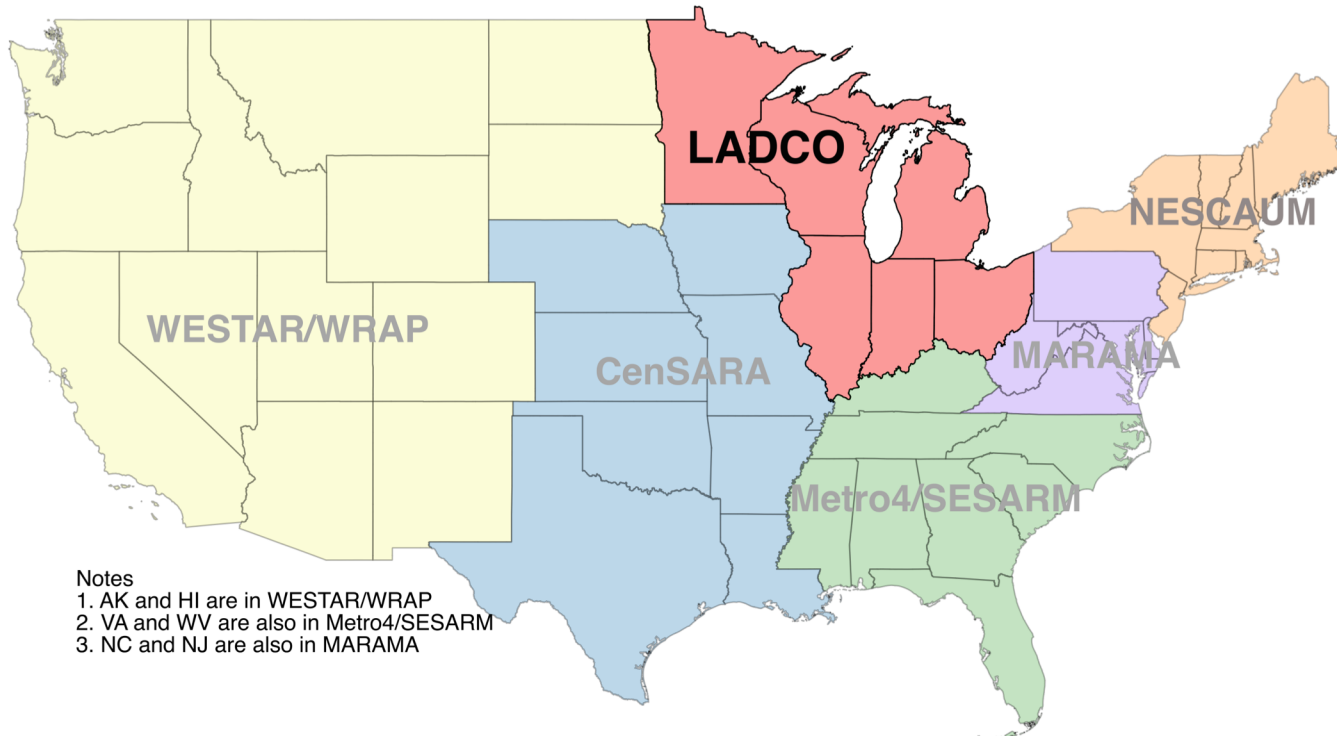 LADCO
NESCAUM
WESTAR/WRAP
MARAMA
CenSARA
Metro4/SESARM
Notes
1. AK and HI are in WESTAR/WRAP
2. VA and WV are also in Metro4/SESARM
3. NC and NJ are also in MARAMA